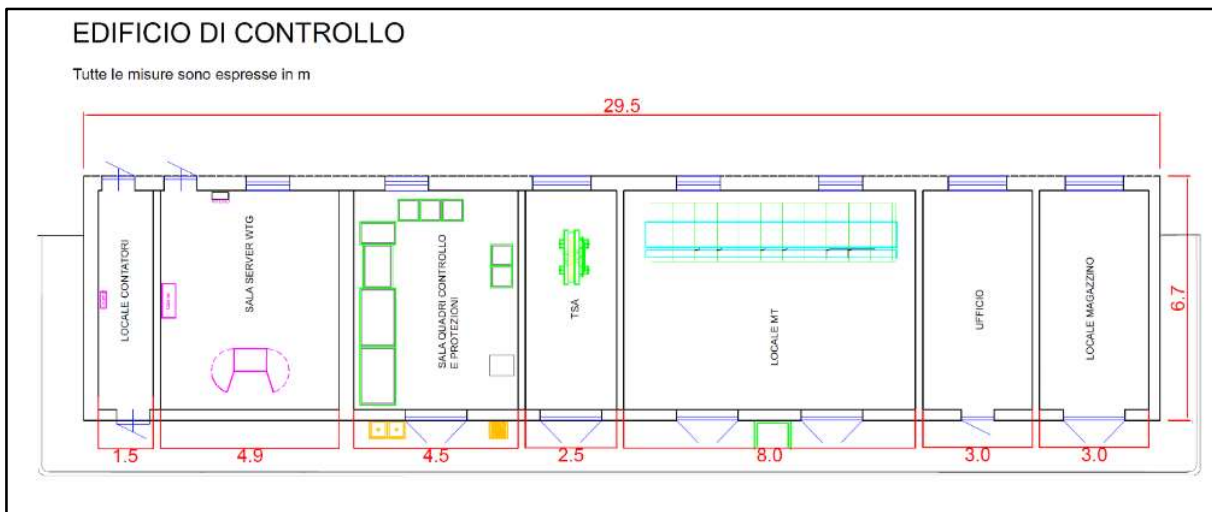 EDIFICIO DI CONTROLLO
Tutte le misure sono espresse in m
29.5
LOCALE CONTATORI
SALA SERVER WTG
SALA QUADRI CONTROLLO
E PROTEZIONI
TSA
LOCALE MT
UFFICIO
LOCALE MAGAZZINO
6.7
1.5
4.9
4.5
2.5
8.0
3.0
3.0